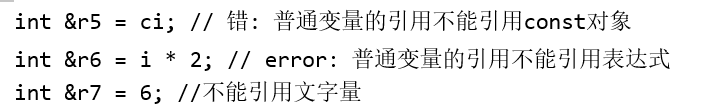 int &r5 = ci; // 错: 普通变量的引用不能引用const对象
int &r6 = i * 2; // error: 普通变量的引用不能引用表达式
int &r7 = 6; //不能引用文字量